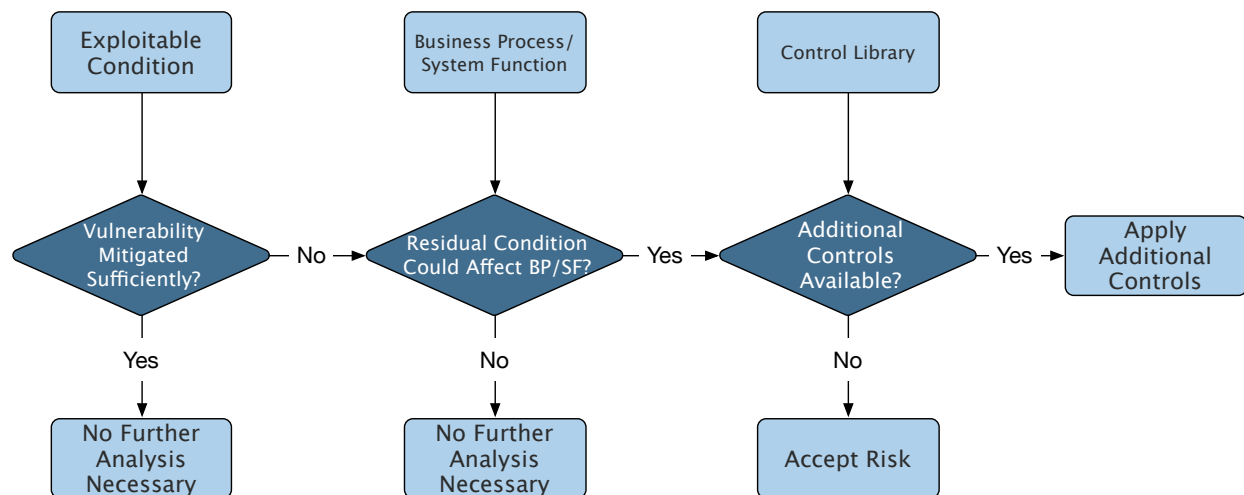 Exploitable
Condition
Business Process/
System Function
Control Library
Vulnerability
Mitigated
Sufficiently?
No
Residual Condition
Could Affect BP/SF?
Yes
Additional
Controls
Available?
Yes
Apply
Additional
Controls
Yes
No
No
No Further
Analysis
Necessary
No Further
Analysis
Necessary
Accept Risk